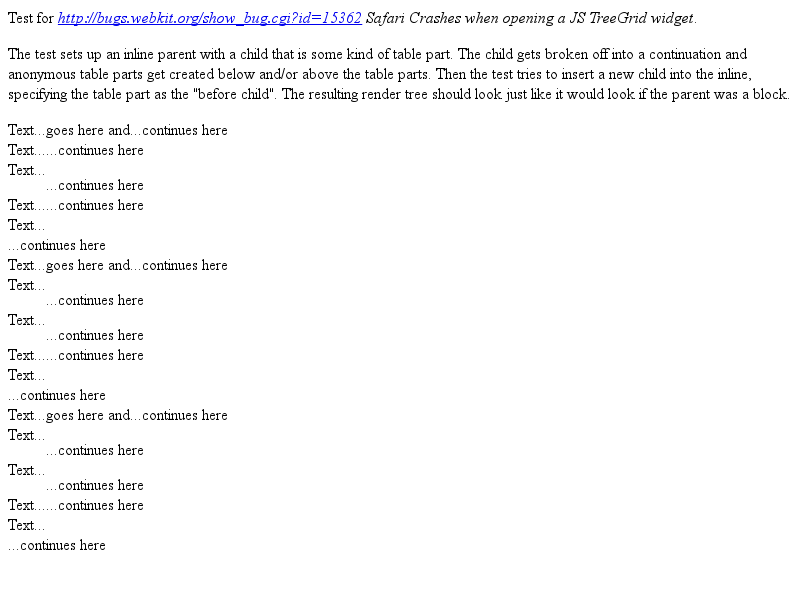 Test for http://bugs.webkit.org/show_bug.cgi?id=15362 Safari Crashes when opening a JS TreeGrid widget.
The test sets up an inline parent with a child that is some kind of table part. The child gets broken off into a continuation and
anonymous table parts get created below and/or above the table parts. Then the test tries to insert a new child into the inline,
specifying the table part as the "before child". The resulting render tree should look just like it would look if the parent was a block.
Text...goes here and...continues here
Text......continues here
Text...
...continues here
Text......continues here
Text...
...continues here
Text...goes here and...continues here
Text...
...continues here
Text...
...continues here
Text......continues here
Text...
...continues here
Text...goes here and...continues here
Text...
...continues here
Text...
...continues here
Text......continues here
Text...
...continues here